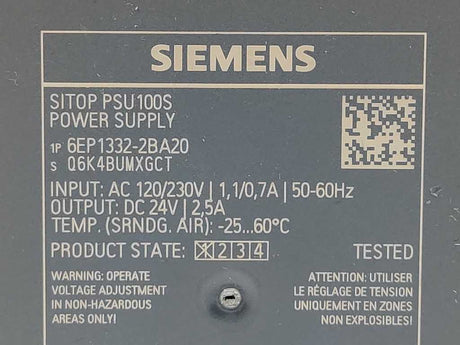 SIEMENS
SITOP PSU100S
POWER SUPPLY
1P 6EP1332-2BA20
S Q6K4BUMXGCT
INPUT: AC 120/230V | 1,1/0,7A | 50-60Hz
OUTPUT: DC 24V | 2,5A
TEMP. (SRNDG. AIR): -25...60°C
PRODUCT STATE: X 2 3 4 TESTED
WARNING: OPERATE
VOLTAGE ADJUSTMENT
IN NON-HAZARDOUS
AREAS ONLY!
ATTENTION: UTILISER
LE RÉGLAGE DE TENSION
UNIQUEMENT EN ZONES
NON EXPLOSIBLES!